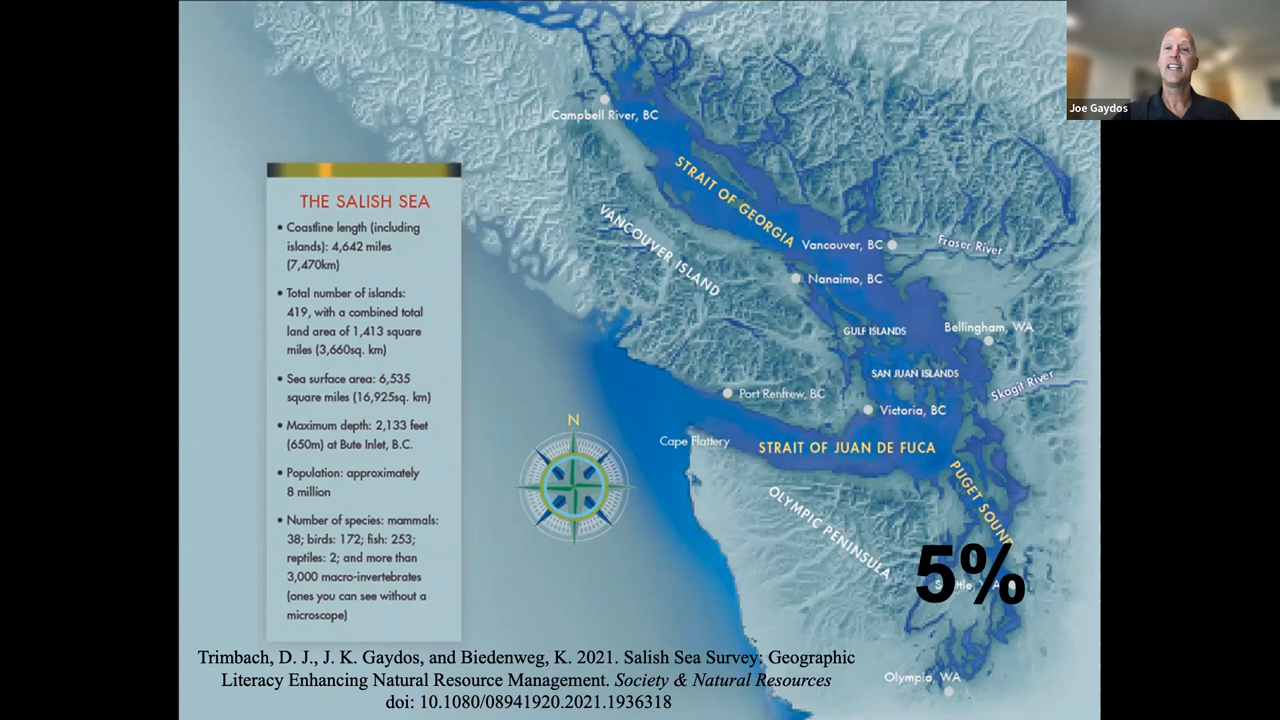 Joe Gaydos
Campbell River, BC
STRAIT OF GEORGIA
VANCOUVER ISLAND
Vancouver, BC
Fraser River
Nanaimo, BC
GULF ISLANDS
Bellingham, WA
SAN JUAN ISLANDS
Skagit River
Port Renfrew, BC
Victoria, BC
Cape Flattery
STRAIT OF JUAN DE FUCA
PUGET SOUND
OLYMPIC PENINSULA
5%
Olympia, WA
N
THE SALISH SEA
• Coastline length (including
islands): 4,642 miles
(7,470km)
• Total number of islands:
419, with a combined total
land area of 1,413 square
miles (3,660sq. km)
• Sea surface area: 6,535
square miles (16,925sq. km)
• Maximum depth: 2,133 feet
(650m) at Bute Inlet, B.C.
• Population: approximately
8 million
• Number of species: mammals:
38; birds: 172; fish: 253;
reptiles: 2; and more than
3,000 macro-invertebrates
(ones you can see without a
microscope)
Trimbach, D. J., J. K. Gaydos, and Biedenweg, K. 2021. Salish Sea Survey: Geographic
Literacy Enhancing Natural Resource Management. Society & Natural Resources
doi: 10.1080/08941920.2021.1936318